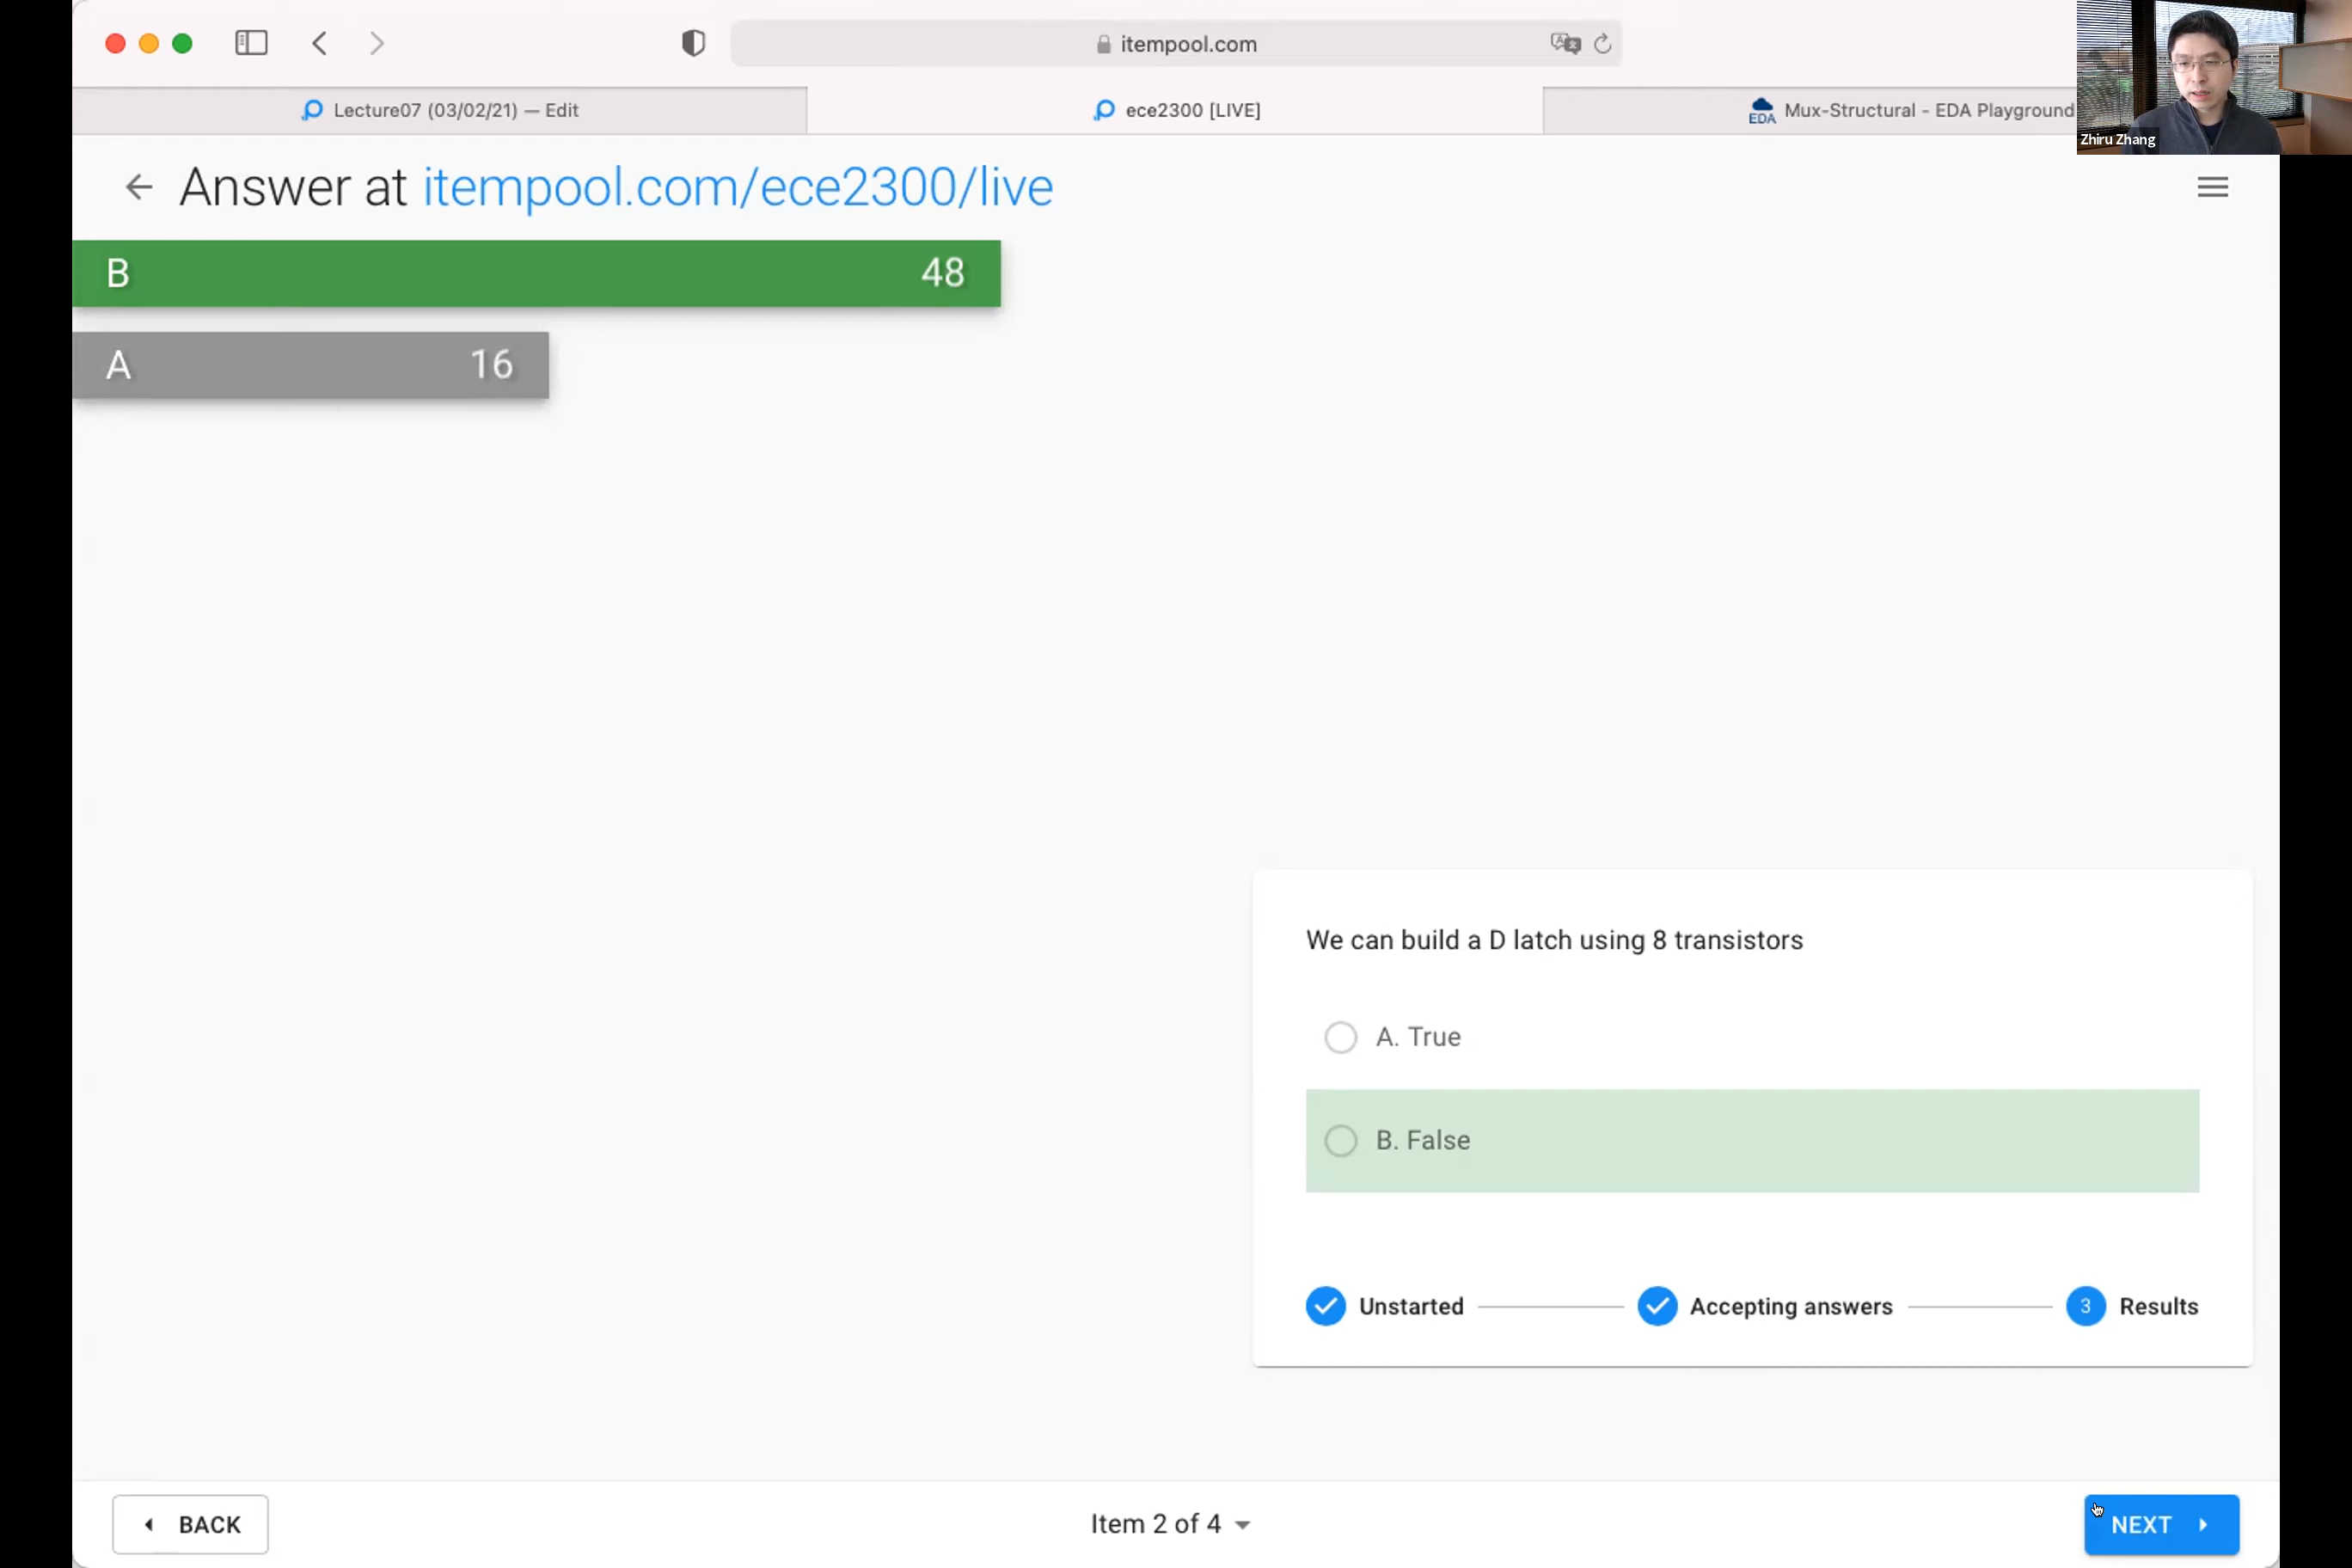 itempool.com
Lecture07 (03/02/21) — Edit
ece2300 [LIVE]
EDA
Mux-Structural - EDA Playground
Zhiru Zhang
Answer at itempool.com/ece2300/live
B 48
A 16
We can build a D latch using 8 transistors
A. True
B. False
Unstarted
Accepting answers
3 Results
BACK
Item 2 of 4
NEXT